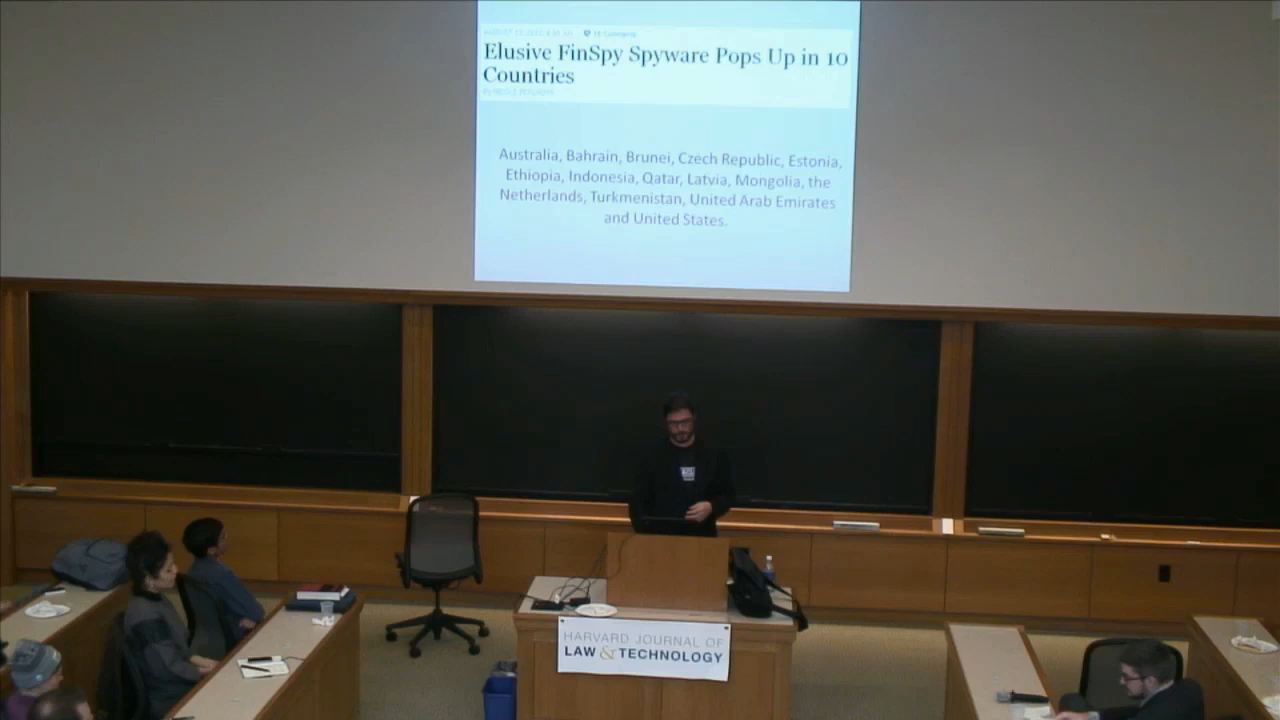 Elusive FinSpy Spyware Pops Up in 10
Countries
Australia, Bahrain, Brunei, Czech Republic, Estonia,
Ethiopia, Indonesia, Qatar, Latvia, Mongolia, the
Netherlands, Turkmenistan, United Arab Emirates
and United States.
HARVARD JOURNAL OF
LAW & TECHNOLOGY